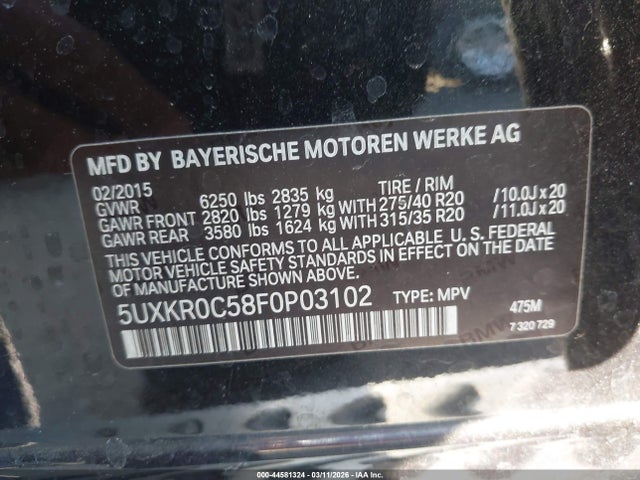 MFD BY BAYERISCHE MOTOREN WERKE AG
02/2015 TIRE / RIM
GVWR 6250 lbs 2835 kg
GAWR FRONT 2820 lbs 1279 kg WITH 275/40 R20 /10.0J x 20
GAWR REAR 3580 lbs 1624 kg WITH 315/35 R20 /11.0J x 20
THIS VEHICLE CONFORMS TO ALL APPLICABLE U. S. FEDERAL
MOTOR VEHICLE SAFETY STANDARDS IN EFFECT ON THE DATE
OF MANUFACTURE SHOWN ABOVE.
5UXKR0C58F0P03102 TYPE: MPV 475M
7 320 729
000-44581324 - 03/11/2026 - IAA Inc.